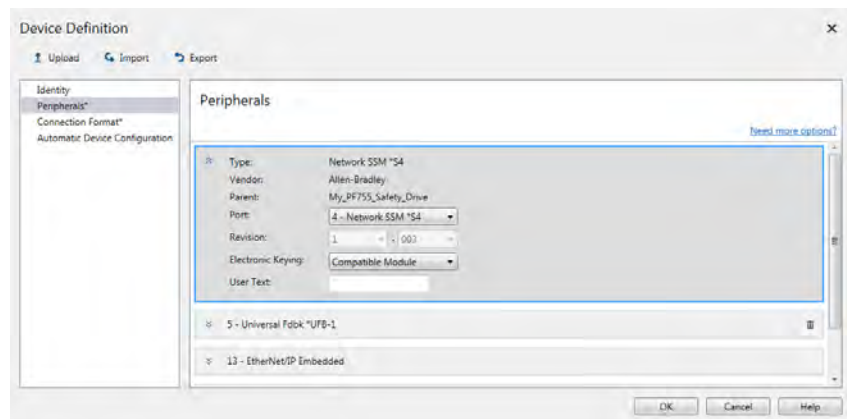 Device Definition
Upload Import Export
Identity
Peripherals*
Connection Format*
Automatic Device Configuration
Peripherals
Need more options?
Type: Network SSM *S4
Vendor: Allen-Bradley
Parent: My_PF755_Safety_Drive
Port: 4 - Network SSM *S4
Revision: 1 . 003
Electronic Keying: Compatible Module
User Text:
5 - Universal Fdbk *UFB-1
13 - EtherNet/IP Embedded
OK Cancel Help